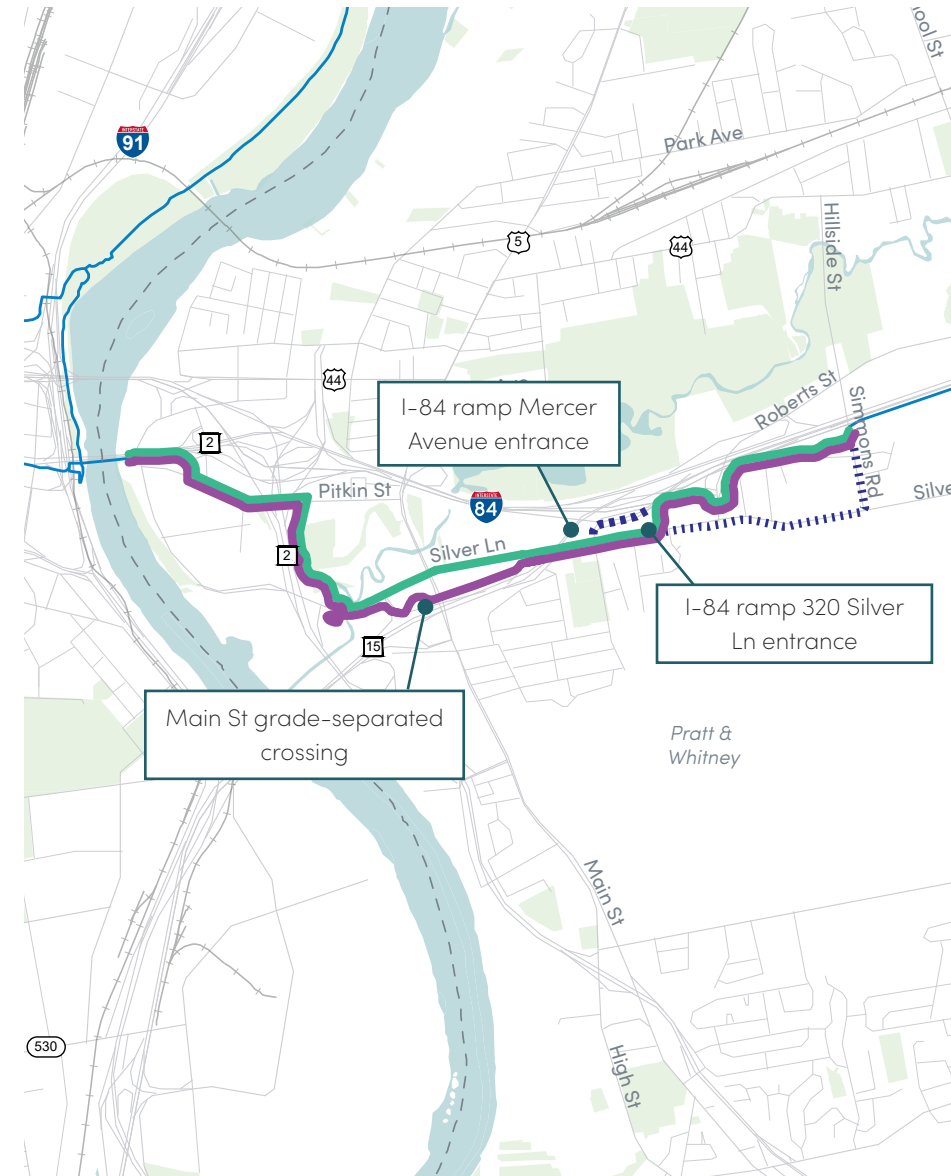 ool St
INTERSTATE
91
Park Ave
5
44
Hillside St
44
I-84 ramp Mercer
Avenue entrance
Roberts St
Simmons Rd
2
Pitkin St
INTERSTATE
84
Silve
2
Silver Ln
I-84 ramp 320 Silver
Ln entrance
15
Main St grade-separated
crossing
Pratt &
Whitney
Main St
530
High St